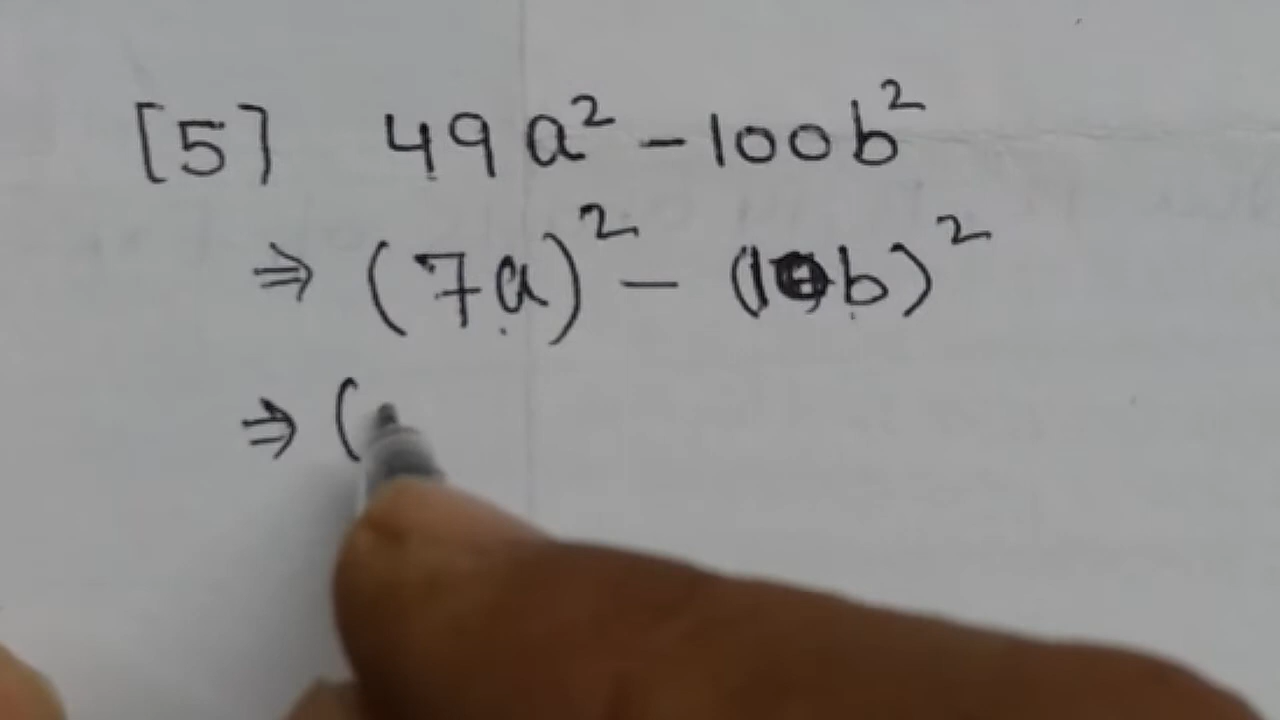 [5] 49a² - 100b²
⇒ (7a)² - (10b)²
⇒ (